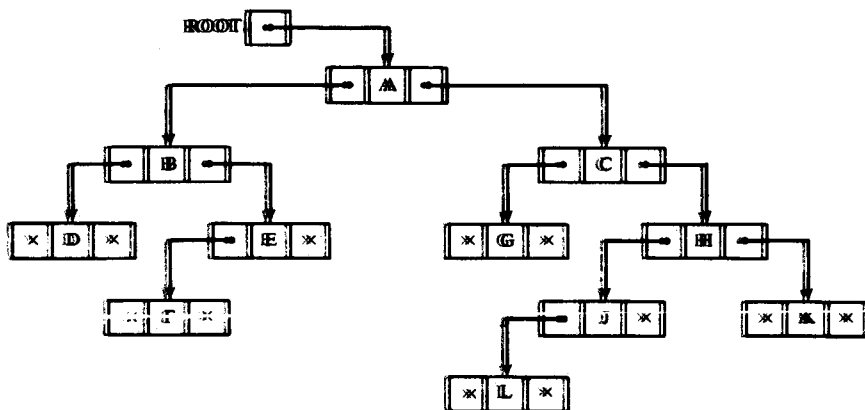 ROOT
A
B C
× D × E × × G × H
× × J × × ×
× L ×